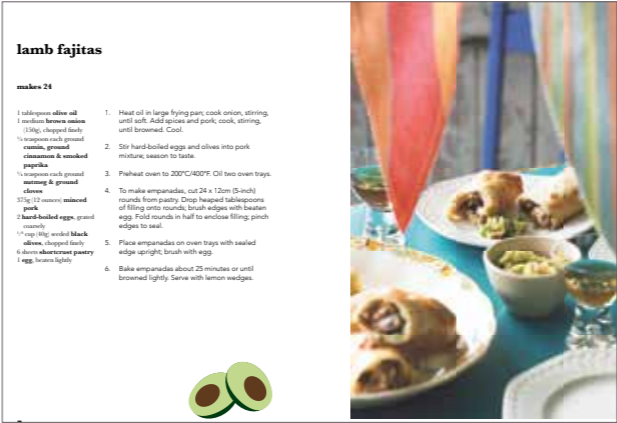 lamb fajitas
makes 24
1 tablespoon olive oil
1 medium brown onion
(150g), chopped finely
teaspoon each ground
cumin, ground
cinnamon & smoked
paprika
teaspoon each ground
nutmeg & ground
cloves
375g (12 ounces) minced
pork
2 hard-boiled eggs, grated
coarsely
cup (40g) seeded black
olives, chopped finely
6 sheets shortcrust pastry
1 egg, beaten lightly
1. Heat oil in large frying pan; cook onion, stirring,
until soft. Add spices and pork; cook, stirring,
until browned. Cool.
2. Stir hard-boiled eggs and olives into pork
mixture; season to taste.
3. Preheat oven to 200°C/400°F. Oil two oven trays.
4. To make empanadas, cut 24 x 12cm (5-inch)
rounds from pastry. Drop heaped tablespoons
of filling onto rounds; brush edges with beaten
egg. Fold rounds in half to enclose filling; pinch
edges to seal.
5. Place empanadas on oven trays with sealed
edge upright; brush with egg.
6. Bake empanadas about 25 minutes or until
browned lightly. Serve with lemon wedges.